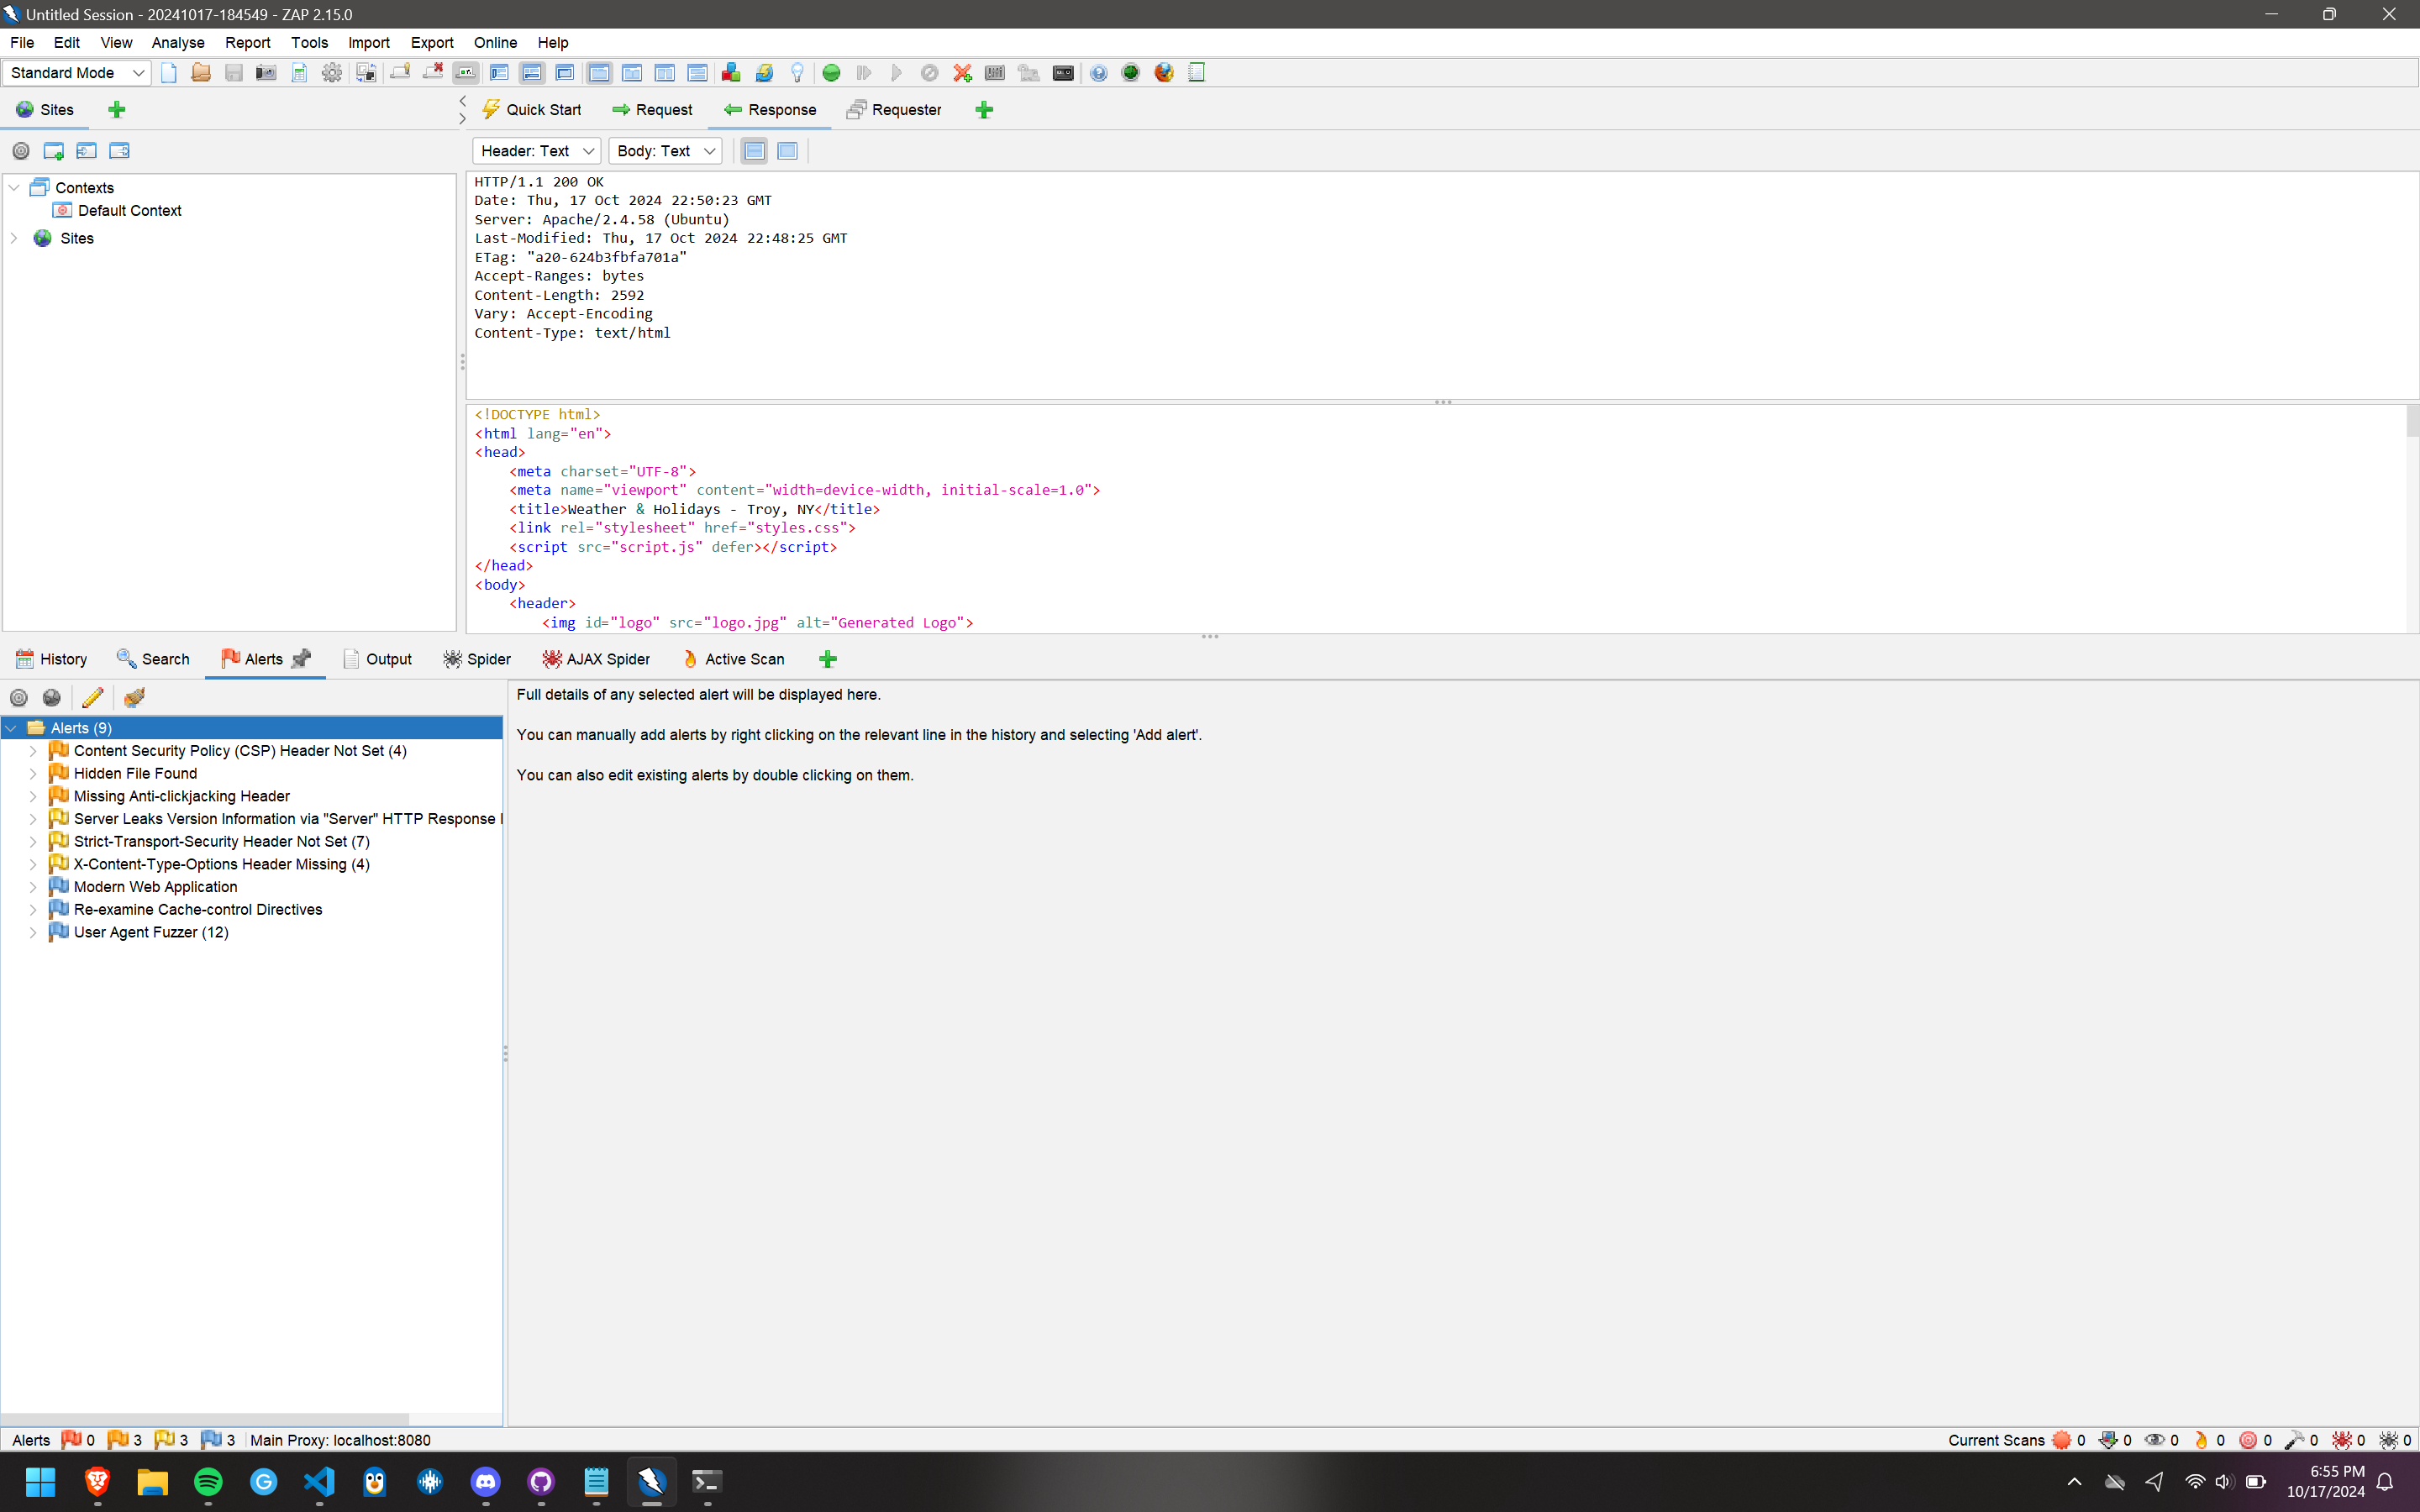 Untitled Session - 20241017-184549 - ZAP 2.15.0
File Edit View Analyse Report Tools Import Export Online Help
Standard Mode
Sites
Quick Start Request Response Requester
Header: Text Body: Text
Contexts
Default Context
Sites
HTTP/1.1 200 OK
Date: Thu, 17 Oct 2024 22:50:23 GMT
Server: Apache/2.4.58 (Ubuntu)
Last-Modified: Thu, 17 Oct 2024 22:48:25 GMT
ETag: "a20-624b3fbfa701a"
Accept-Ranges: bytes
Content-Length: 2592
Vary: Accept-Encoding
Content-Type: text/html
<!DOCTYPE html>
<html lang="en">
<head>
<meta charset="UTF-8">
<meta name="viewport" content="width=device-width, initial-scale=1.0">
<title>Weather & Holidays - Troy, NY</title>
<link rel="stylesheet" href="styles.css">
<script src="script.js" defer></script>
</head>
<body>
<header>
<img id="logo" src="logo.jpg" alt="Generated Logo">
History Search Alerts Output Spider AJAX Spider Active Scan
Alerts (9)
Content Security Policy (CSP) Header Not Set (4)
Hidden File Found
Missing Anti-clickjacking Header
Server Leaks Version Information via "Server" HTTP Response
Strict-Transport-Security Header Not Set (7)
X-Content-Type-Options Header Missing (4)
Modern Web Application
Re-examine Cache-control Directives
User Agent Fuzzer (12)
Full details of any selected alert will be displayed here.
You can manually add alerts by right clicking on the relevant line in the history and selecting 'Add alert'.
You can also edit existing alerts by double clicking on them.
Alerts 0 3 3 3 Main Proxy: localhost:8080
Current Scans 0 0 0 0 0 0 0 0
6:55 PM
10/17/2024